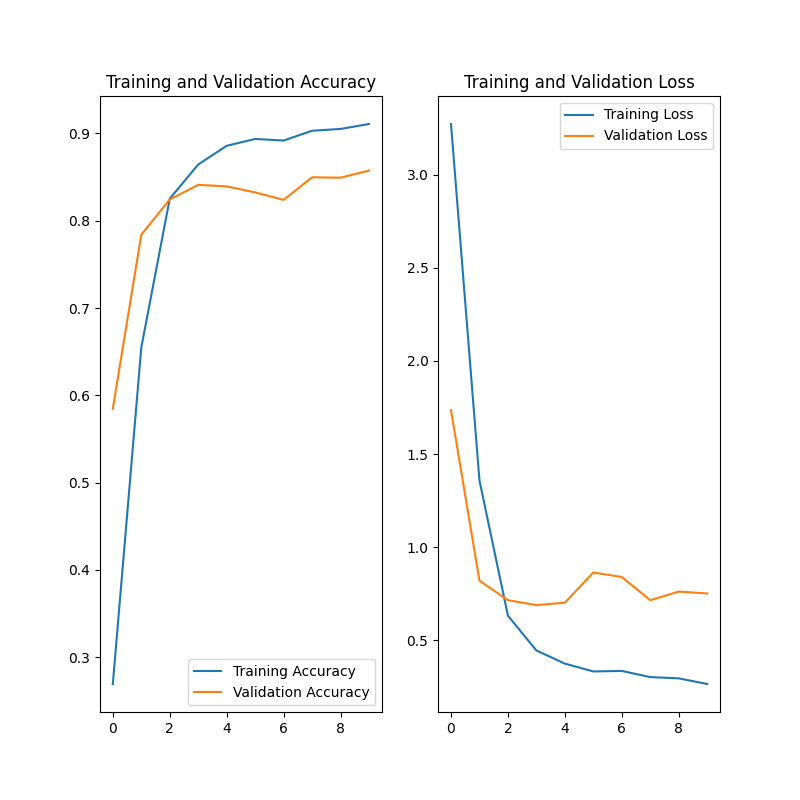 Training and Validation Accuracy
0.9
0.8
0.7
0.6
0.5
0.4
0.3
0 2 4 6 8
Training Accuracy
Validation Accuracy
Training and Validation Loss
3.0
2.5
2.0
1.5
1.0
0.5
0 2 4 6 8
Training Loss
Validation Loss